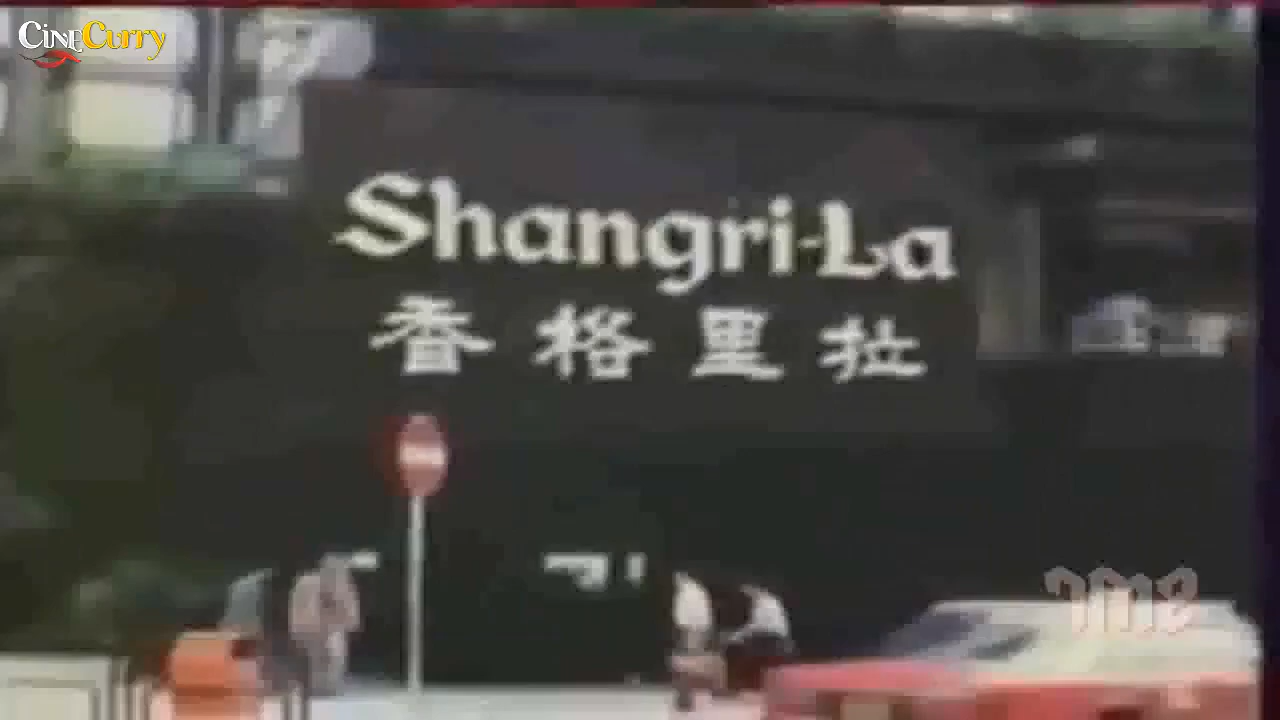 CineCurry
Shangri-La
香格里拉